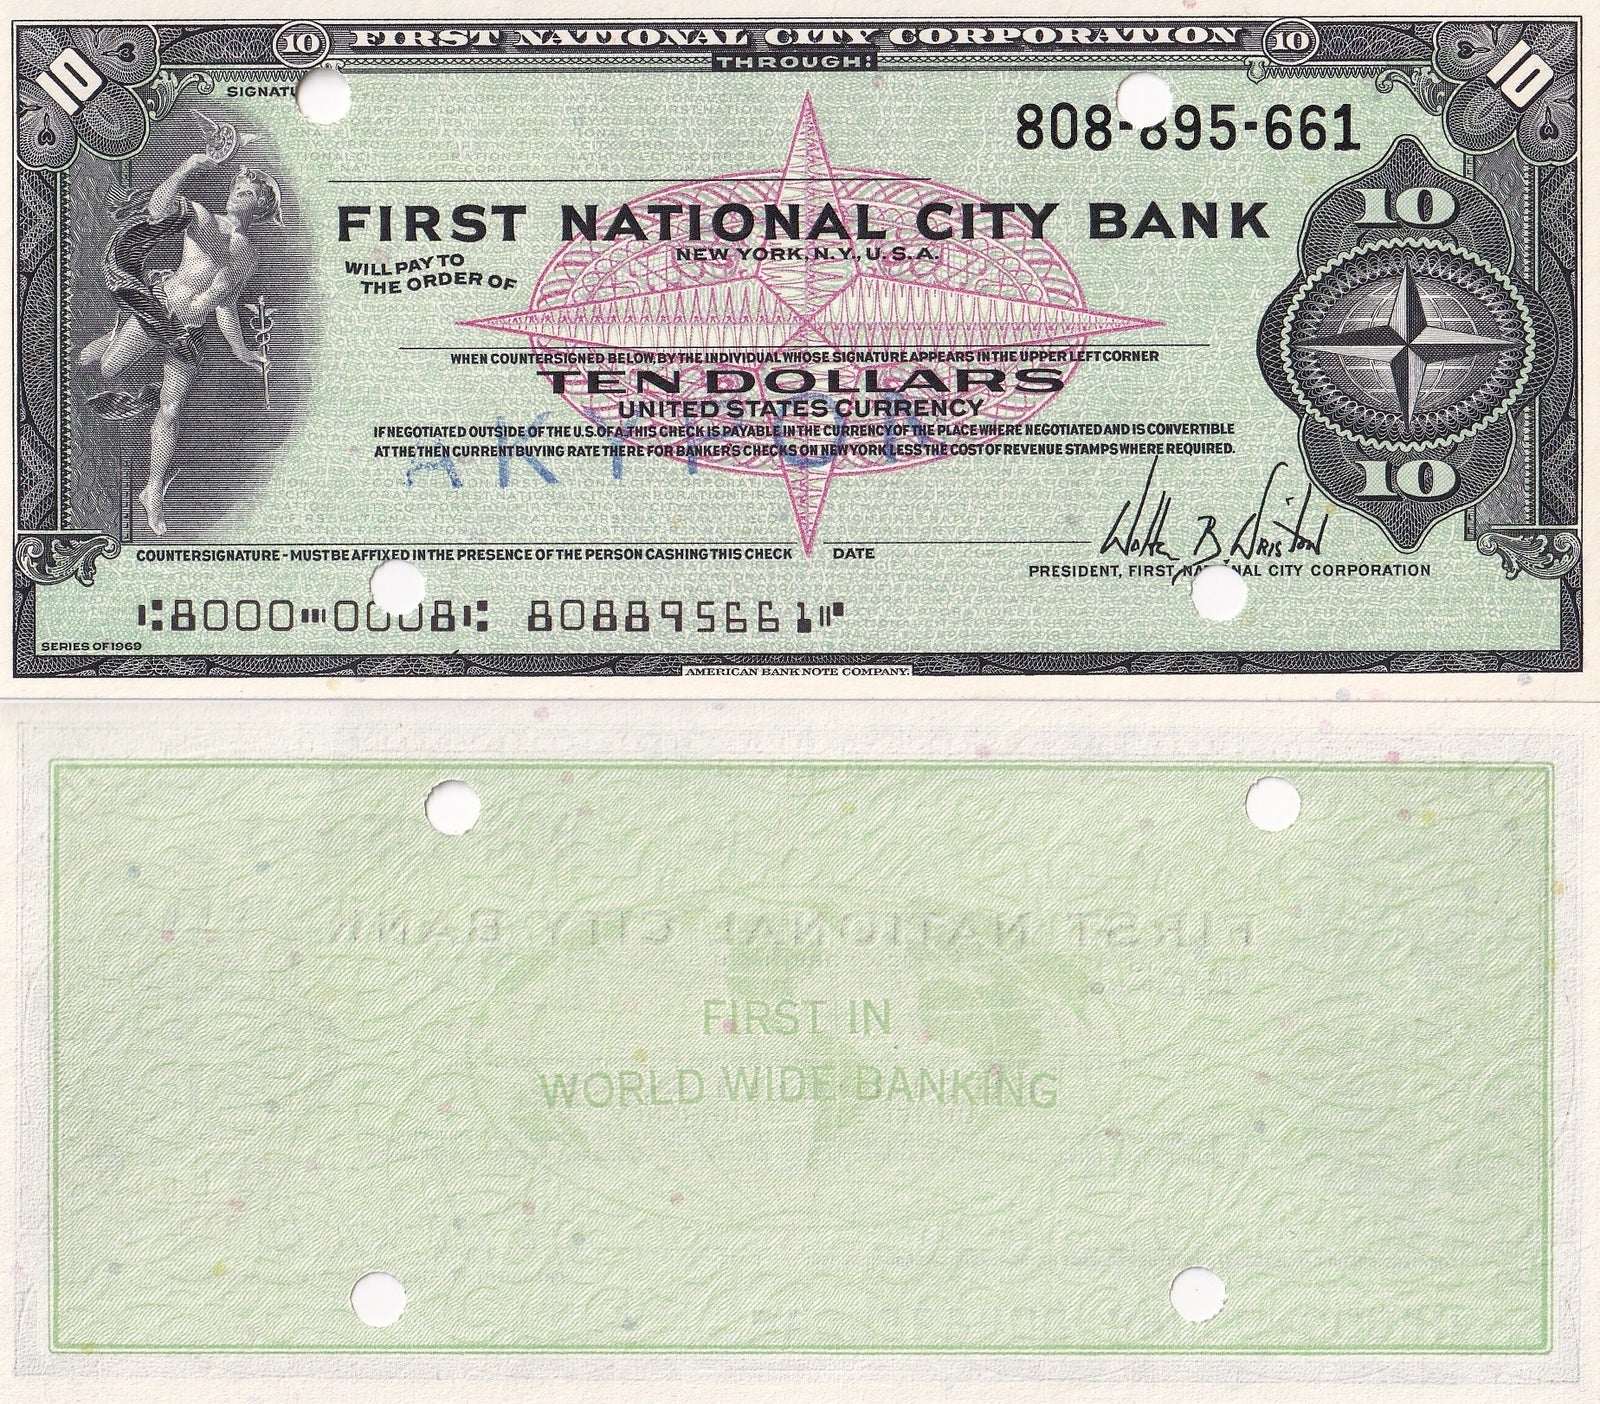 10 FIRST NATIONAL CITY CORPORATION 10
10 THROUGH: 10
SIGNATU
808-895-661
10
FIRST NATIONAL CITY BANK
NEW YORK, N.Y., U.S.A.
WILL PAY TO
THE ORDER OF
WHEN COUNTERSIGNED BELOW, BY THE INDIVIDUAL WHOSE SIGNATURE APPEARS IN THE UPPER LEFT CORNER
TEN DOLLARS
UNITED STATES CURRENCY
IF NEGOTIATED OUTSIDE OF THE U.S. OF A. THIS CHECK IS PAYABLE IN THE CURRENCY OF THE PLACE WHERE NEGOTIATED AND IS CONVERTIBLE
AT THE THEN CURRENT BUYING RATE THERE FOR BANKER'S CHECKS ON NEW YORK LESS THE COST OF REVENUE STAMPS WHERE REQUIRED.
10
Walter B Wriston
COUNTERSIGNATURE - MUST BE AFFIXED IN THE PRESENCE OF THE PERSON CASHING THIS CHECK DATE
PRESIDENT, FIRST NATIONAL CITY CORPORATION
⑆8000⑉0008⑆ 808895661⑈
SERIES OF 1969
AMERICAN BANK NOTE COMPANY.
FIRST IN
WORLD WIDE BANKING